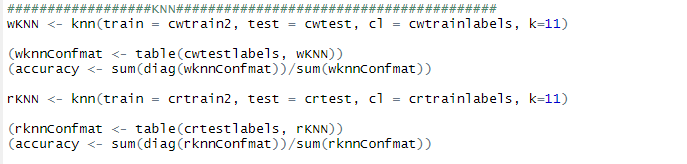 ##################KNN########################################
wKNN <- knn(train = cwtrain2, test = cwtest, cl = cwtrainlabels, k=11)
(wknnConfmat <- table(cwtestlabels, wKNN))
(accuracy <- sum(diag(wknnConfmat))/sum(wknnConfmat))
rKNN <- knn(train = crtrain2, test = crtest, cl = crtrainlabels, k=11)
(rknnConfmat <- table(crtestlabels, rKNN))
(accuracy <- sum(diag(rknnConfmat))/sum(rknnConfmat))